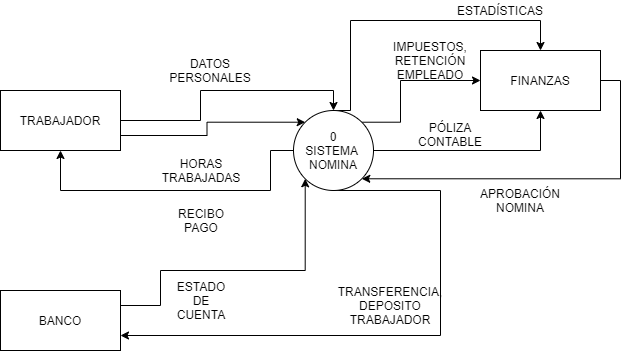 ESTADÍSTICAS
IMPUESTOS,
RETENCIÓN
EMPLEADO
DATOS
PERSONALES
FINANZAS
TRABAJADOR
0
SISTEMA
NOMINA
PÓLIZA
CONTABLE
HORAS
TRABAJADAS
APROBACIÓN
NOMINA
RECIBO
PAGO
ESTADO
DE
CUENTA
TRANSFERENCIA
DEPOSITO
TRABAJADOR
BANCO